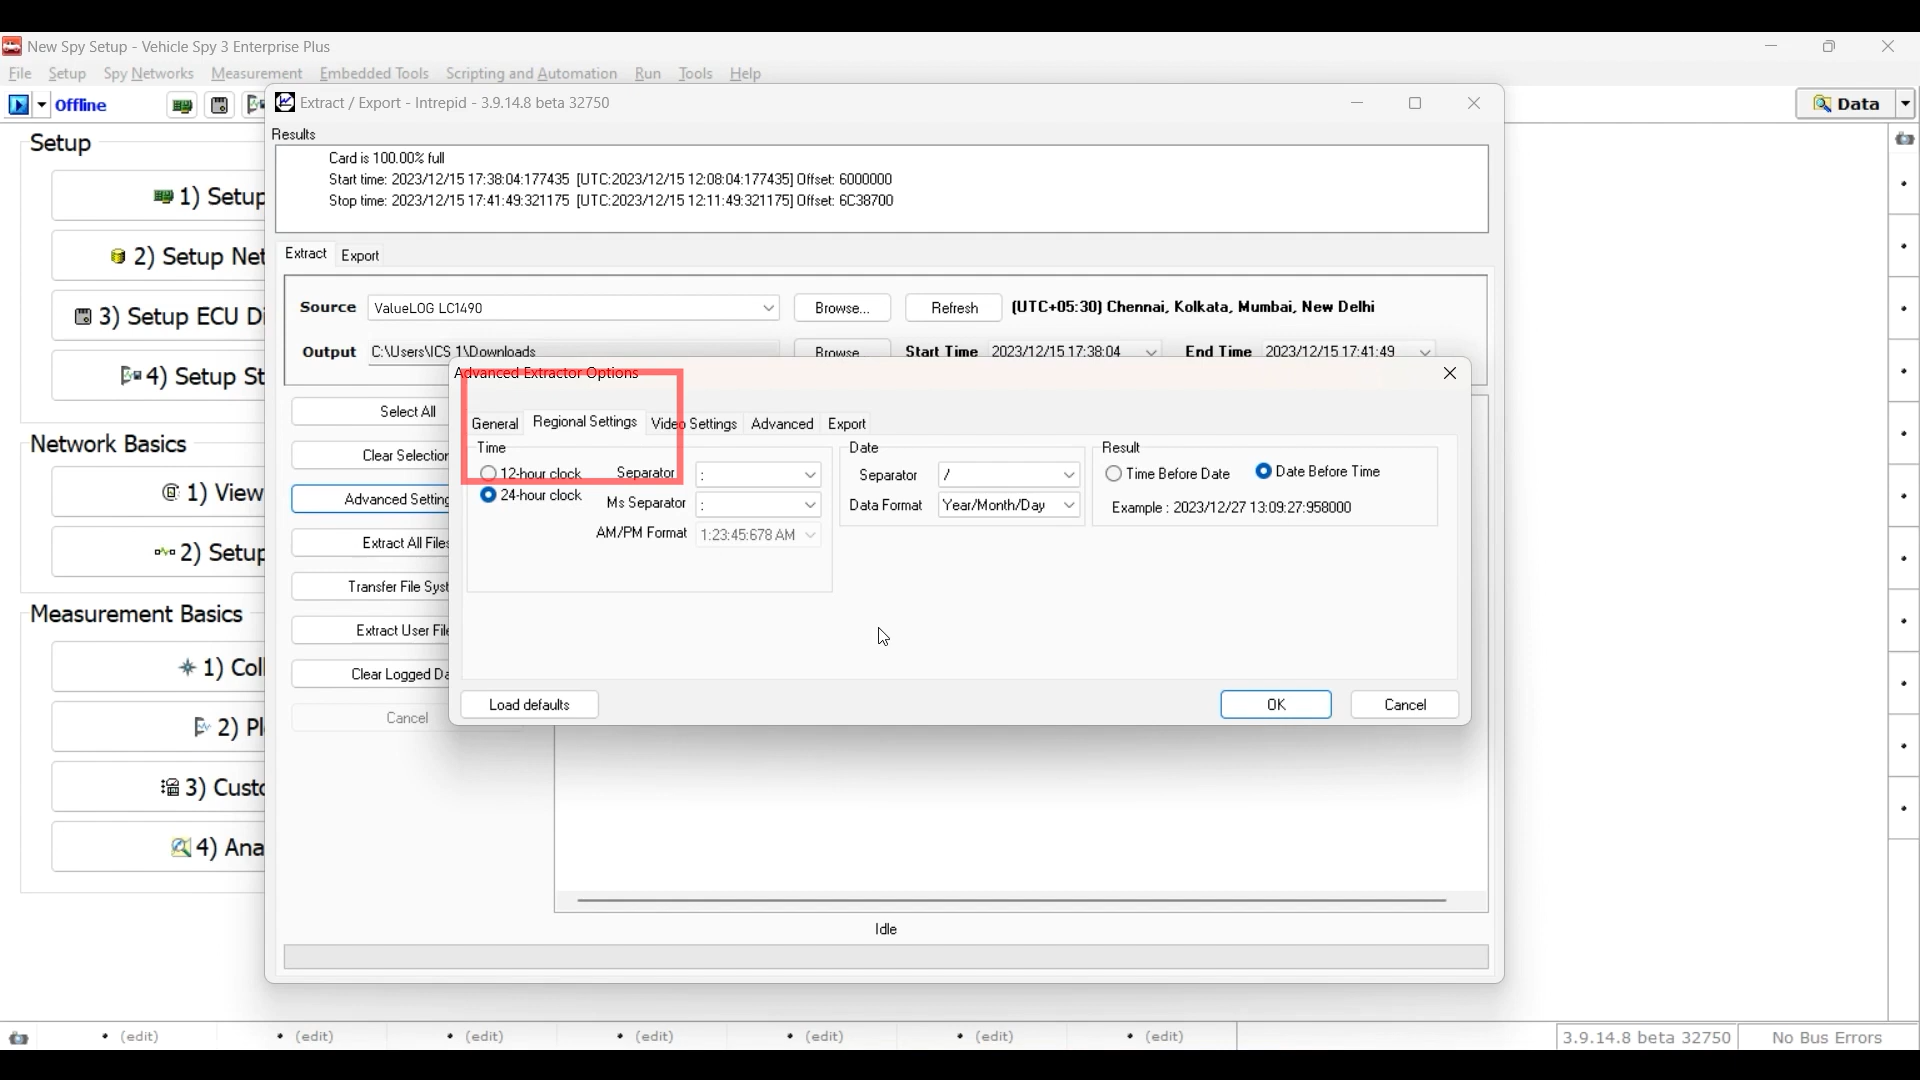 New Spy Setup - Vehicle Spy 3 Enterprise Plus
File Setup Spy Networks Measurement Embedded Tools Scripting and Automation Run Tools Help
Offline
Data
Extract / Export - Intrepid - 3.9.14.8 beta 32750
Results
Card is 100.00% full
Start time: 2023/12/15 17:38:04:177435 [UTC:2023/12/15 12:08:04:177435] Offset: 6000000
Stop time: 2023/12/15 17:41:49:321175 [UTC:2023/12/15 12:11:49:321175] Offset: 6C38700
Extract Export
Source ValueLOG LC1490 Browse... Refresh (UTC+05:30) Chennai, Kolkata, Mumbai, New Delhi
Output C:\Users\ICS 1\Downloads Browse Start Time 2023/12/15 17:38:04 End Time 2023/12/15 17:41:49
Select All
Clear Selection
Advanced Setting
Extract All Files
Transfer File Syst
Extract User File
Clear Logged Da
Cancel
Advanced Extractor Options
General Regional Settings Video Settings Advanced Export
Time
12-hour clock Separator :
24-hour clock Ms Separator :
AM/PM Format 1:23:45:678 AM
Date
Separator /
Data Format Year/Month/Day
Result
Time Before Date Date Before Time
Example : 2023/12/27 13:09:27:958000
Load defaults OK Cancel
Idle
Setup
1) Setup
2) Setup Net
3) Setup ECU Di
4) Setup St
Network Basics
1) View
2) Setup
Measurement Basics
1) Coll
2) Pl
3) Custo
4) Ana
(edit) (edit) (edit) (edit) (edit) (edit) (edit)
3.9.14.8 beta 32750 No Bus Errors